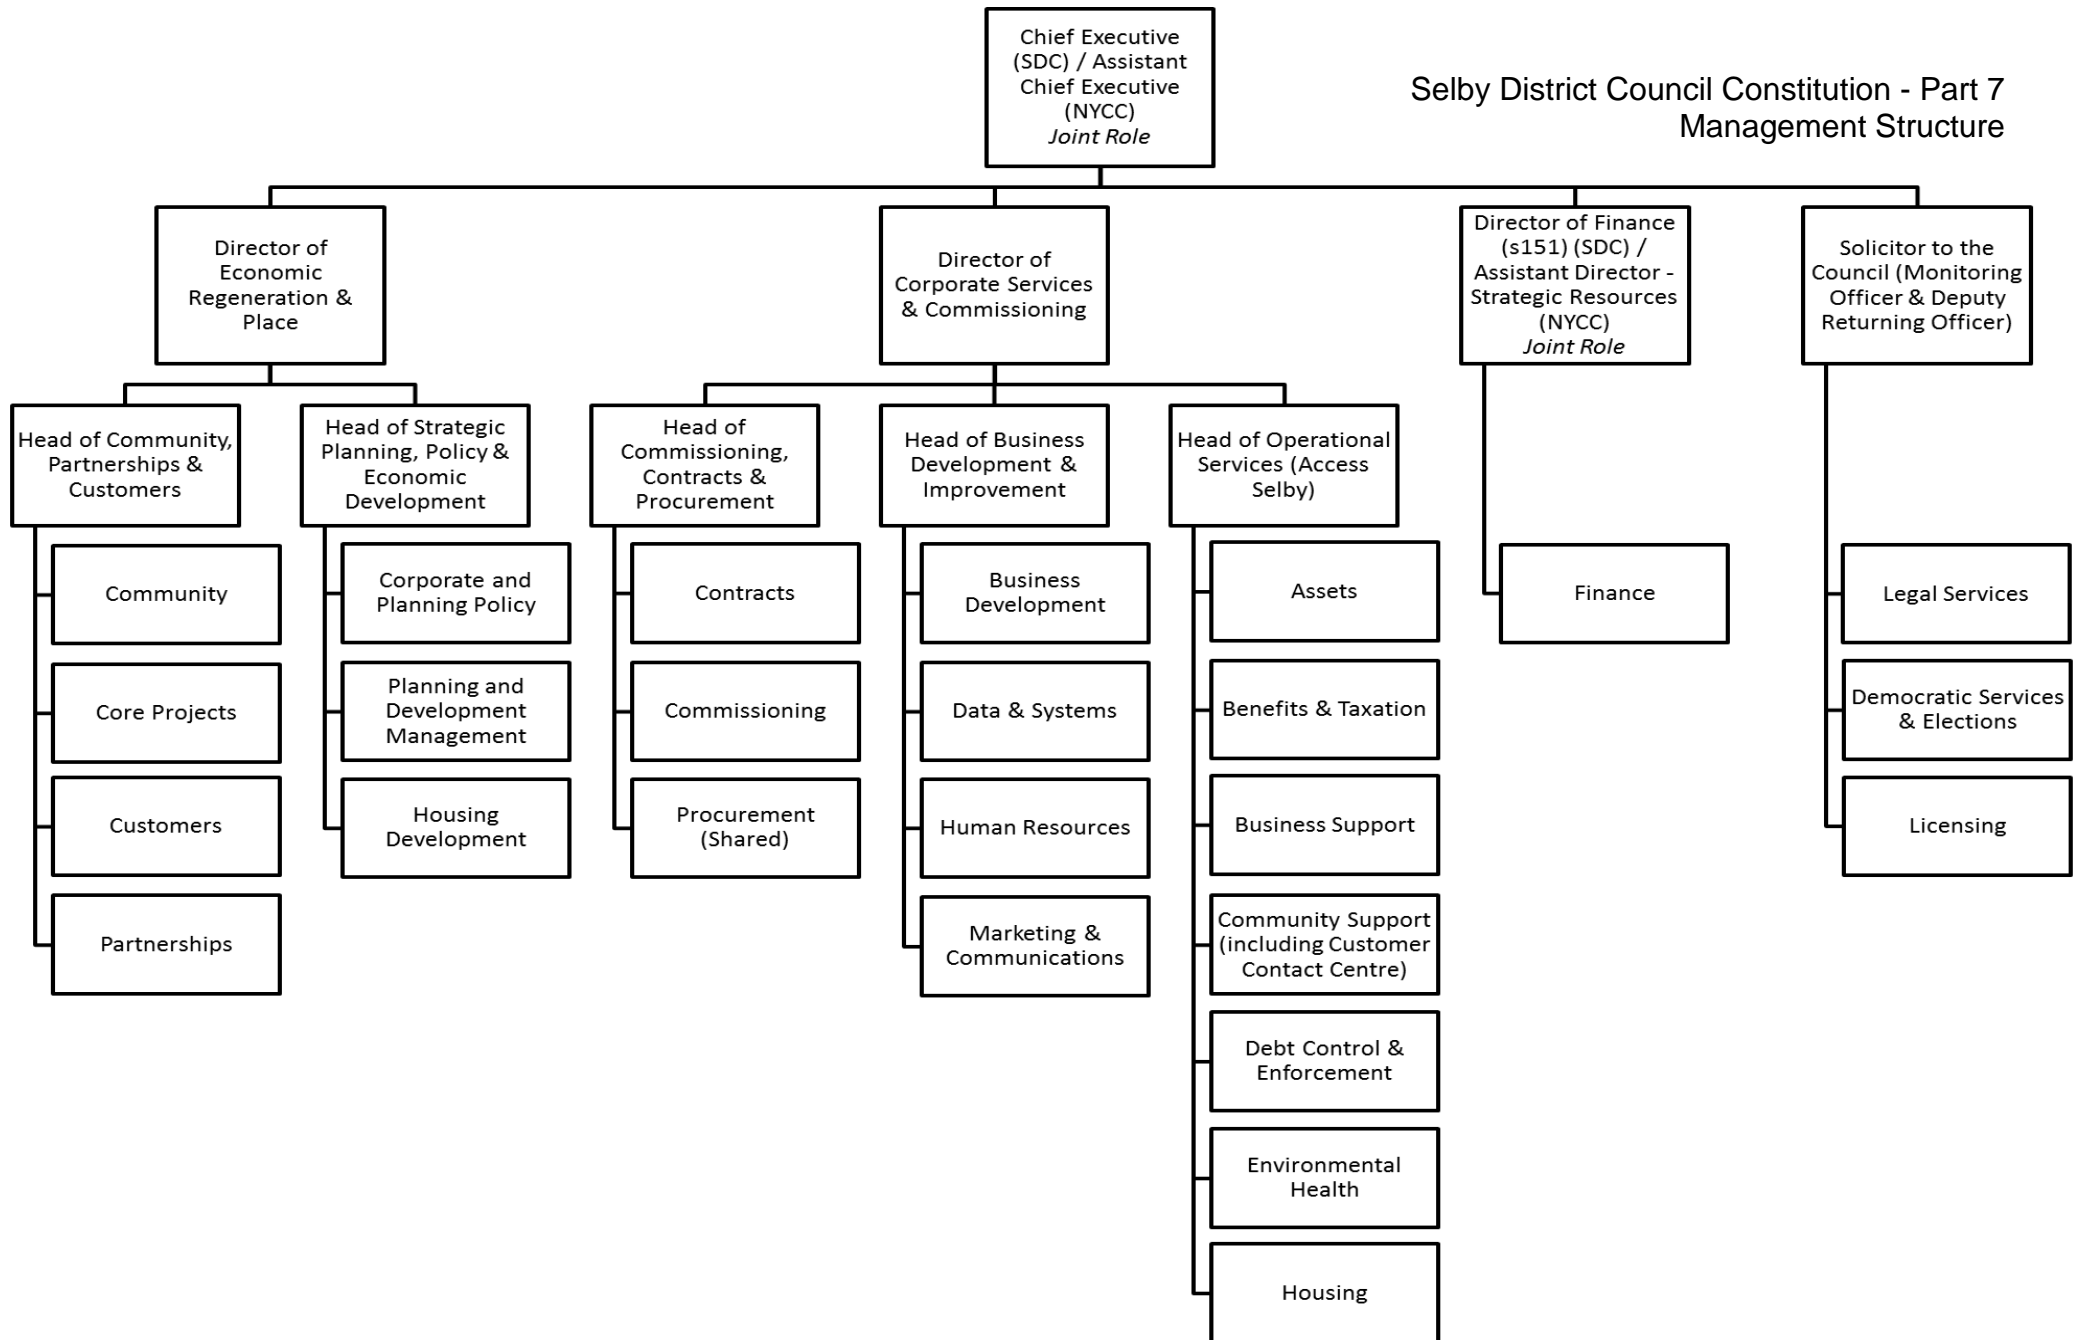 Chief Executive
(SDC) / Assistant
Chief Executive
(NYCC)
Joint Role
Selby District Council Constitution - Part 7
Management Structure
Director of
Economic
Regeneration &
Place
Director of
Corporate Services
& Commissioning
Director of Finance
(s151) (SDC) /
Assistant Director -
Strategic Resources
(NYCC)
Joint Role
Solicitor to the
Council (Monitoring
Officer & Deputy
Returning Officer)
Head of Community,
Partnerships &
Customers
Head of Strategic
Planning, Policy &
Economic
Development
Head of
Commissioning,
Contracts &
Procurement
Head of Business
Development &
Improvement
Head of Operational
Services (Access
Selby)
Community
Core Projects
Customers
Partnerships
Corporate and
Planning Policy
Planning and
Development
Management
Housing
Development
Contracts
Commissioning
Procurement
(Shared)
Business
Development
Data & Systems
Human Resources
Marketing &
Communications
Assets
Benefits & Taxation
Business Support
Community Support
(including Customer
Contact Centre)
Debt Control &
Enforcement
Environmental
Health
Housing
Finance
Legal Services
Democratic Services
& Elections
Licensing